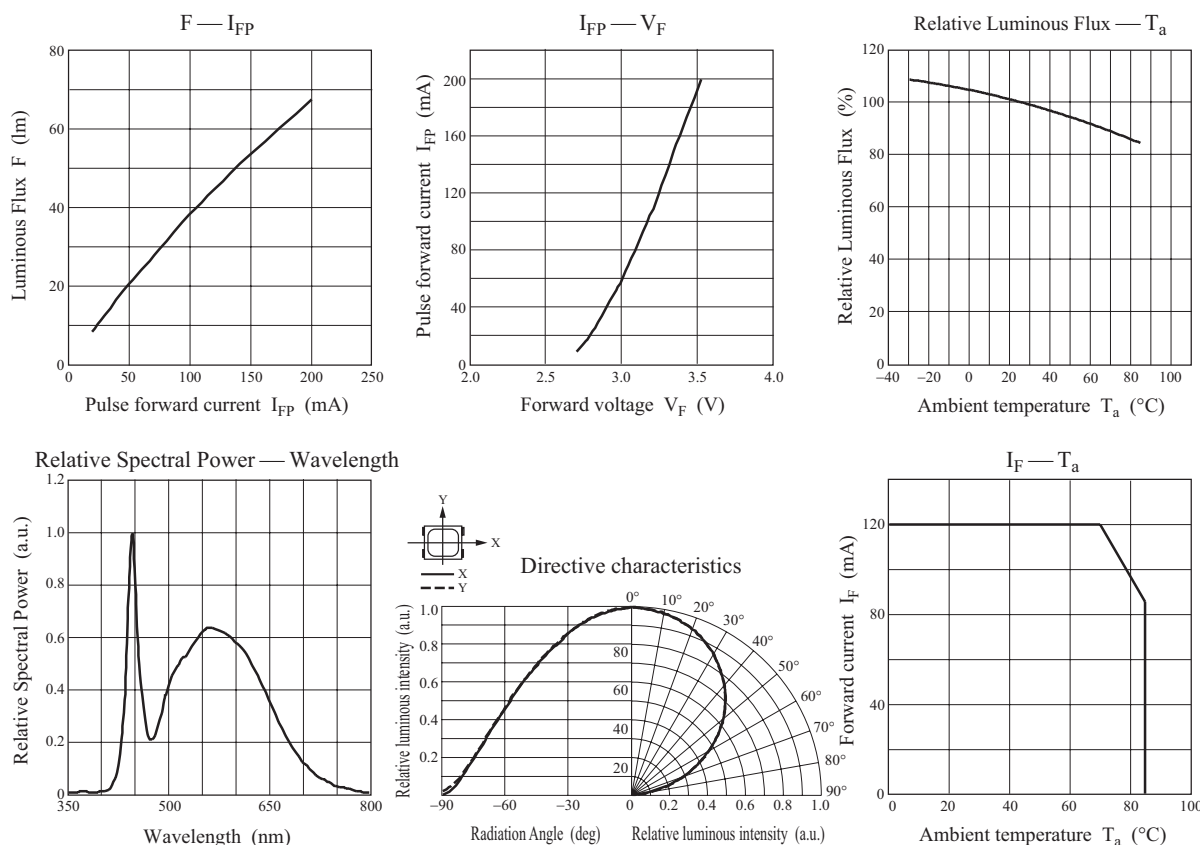 F — I_FP
Luminous Flux F (lm)
80
60
40
20
0
0 50 100 150 200 250
Pulse forward current I_FP (mA)
I_FP — V_F
Pulse forward current I_FP (mA)
200
160
120
80
40
0
2.0 2.5 3.0 3.5 4.0
Forward voltage V_F (V)
Relative Luminous Flux — T_a
Relative Luminous Flux (%)
120
100
80
60
40
20
0
–40 –20 0 20 40 60 80 100
Ambient temperature T_a (°C)
Relative Spectral Power — Wavelength
Relative Spectral Power (a.u.)
1.2
1.0
0.8
0.6
0.4
0.2
0
350 500 650 800
Wavelength (nm)
Y
X
X
Y
Directive characteristics
Relative luminous intensity (a.u.)
1.0
0.8
0.6
0.4
0.2
80
60
80
60
40
20
0° 10° 20° 30° 40° 50° 60° 70° 80° 90°
–90 –60 –30 0 0.2 0.4 0.6 0.8 1.0
Radiation Angle (deg) Relative luminous intensity (a.u.)
I_F — T_a
Forward current I_F (mA)
120
80
40
0
0 20 40 60 80 100
Ambient temperature T_a (°C)